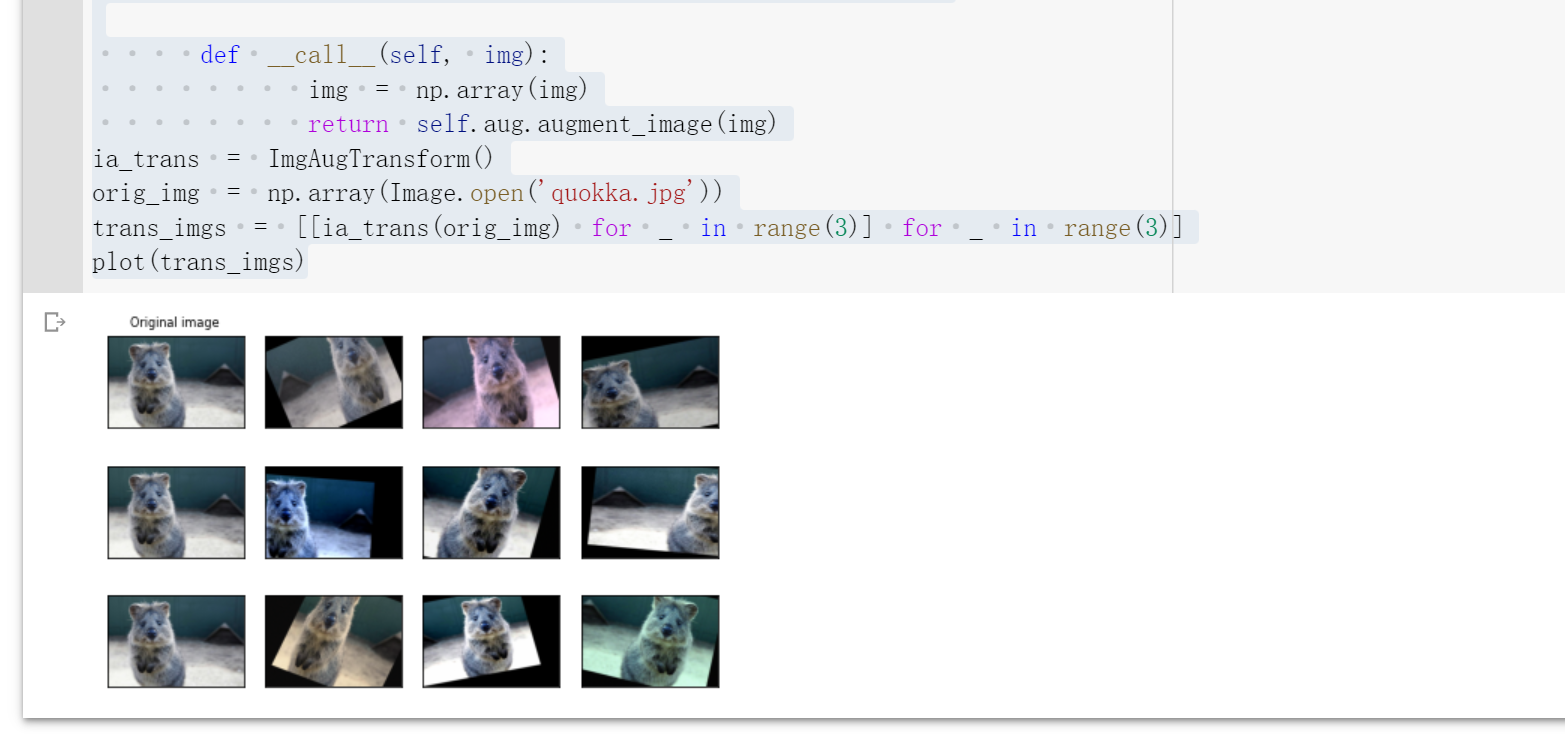 def __call__(self, img):
img = np.array(img)
return self.aug.augment_image(img)
ia_trans = ImgAugTransform()
orig_img = np.array(Image.open('quokka.jpg'))
trans_imgs = [[ia_trans(orig_img) for _ in range(3)] for _ in range(3)]
plot(trans_imgs)
Original image